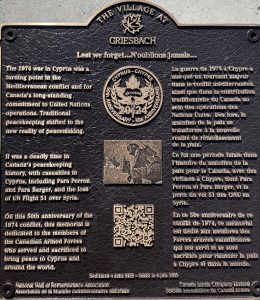 THE VILLAGE AT
GRIESBACH
Lest we forget...N'oublions jamais...
The 1974 war in Cyprus was a
turning point in the
Mediterranean conflict and for
Canada's long-standing
commitment to United Nations
operations. Traditional
peacekeeping shifted to the
new reality of peacemaking.
It was a deadly time in
Canada's peacekeeping
history, with casualties in
Cyprus, including Para Perron
and Para Berger, and the loss
of UN Flight 51 over Syria.
On this 50th anniversary of the
1974 conflict, this memorial is
dedicated to the members of the
Canadian Armed Forces
who served and sacrificed to
bring peace to Cyprus and
around the world.
CYPRUS - CHYPRE
La guerre de 1974 à Chypre a
marqué un tournant majeur
dans le conflit méditerranéen
ainsi que dans la contribution
traditionnelle du Canada au
sein des opérations des
Nations Unies. Dès lors, le
maintien de la paix se
transforme à la nouvelle
réalité de rétablissement
de la paix.
Ce fut une période fatale dans
l'histoire du maintien de la
paix pour le Canada, avec des
victimes à Chypre, dont Para
Perron et Para Berger, et la
perte du vol 51 des ONU en
Syrie.
En ce 50e anniversaire de ce
conflit de 1974, ce mémorial
est dédié aux membres des
Forces armées canadiennes
qui ont servi et se sont
sacrifiés pour ramener la paix
à Chypre et dans le monde.